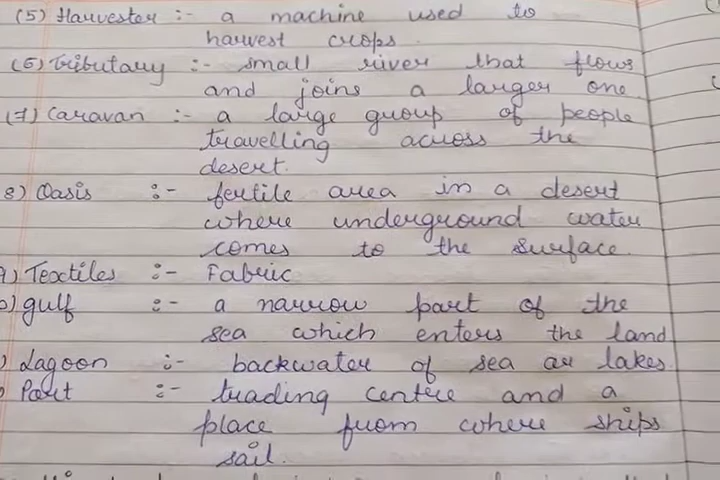 (5) Harvester :- a machine used to
harvest crops.
(6) Tributary :- small river that flows
and joins a larger one
(7) Caravan :- a large group of people
travelling across the
desert.
8) Oasis :- fertile area in a desert
where underground water
comes to the surface.
9) Textiles :- Fabric
0) gulf :- a narrow part of the
sea which enters the land
) Lagoon :- backwater of sea or lakes.
) Port :- trading centre and a
place from where ships
sail.